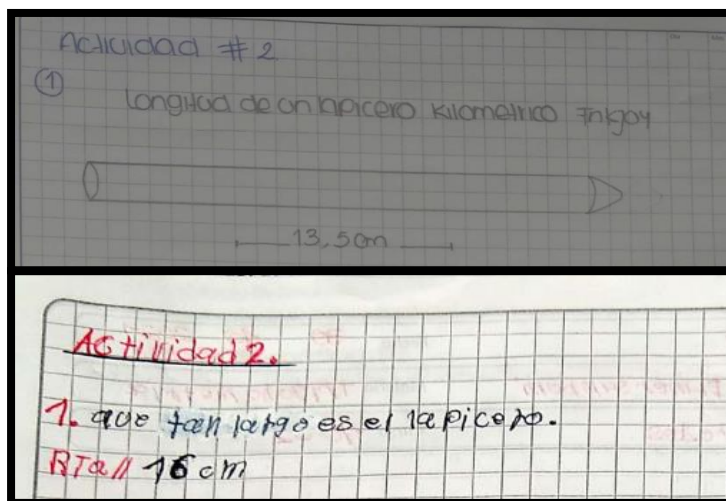 Actividad #2
①
Longitud de un lapicero kilometrico
13,5cm
Actividad 2.
1. que tan largo es el lapicero.
RTa// 16 cm